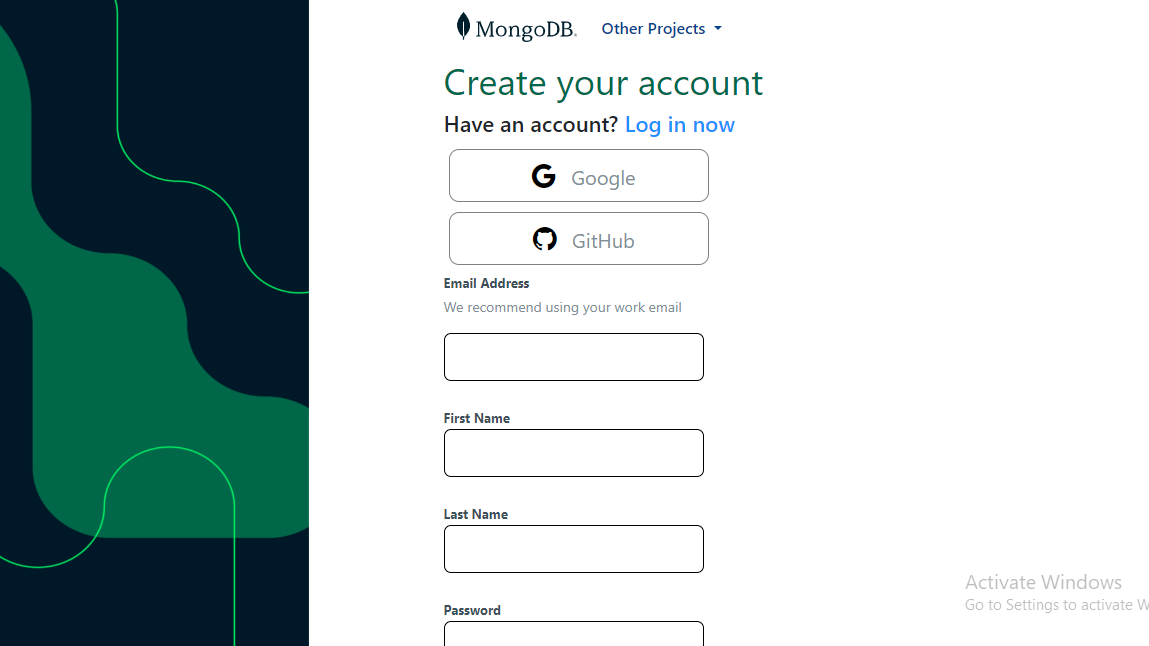 MongoDB. Other Projects
Create your account
Have an account? Log in now
Google
GitHub
Email Address
We recommend using your work email
First Name
Last Name
Password
Activate Windows
Go to Settings to activate W